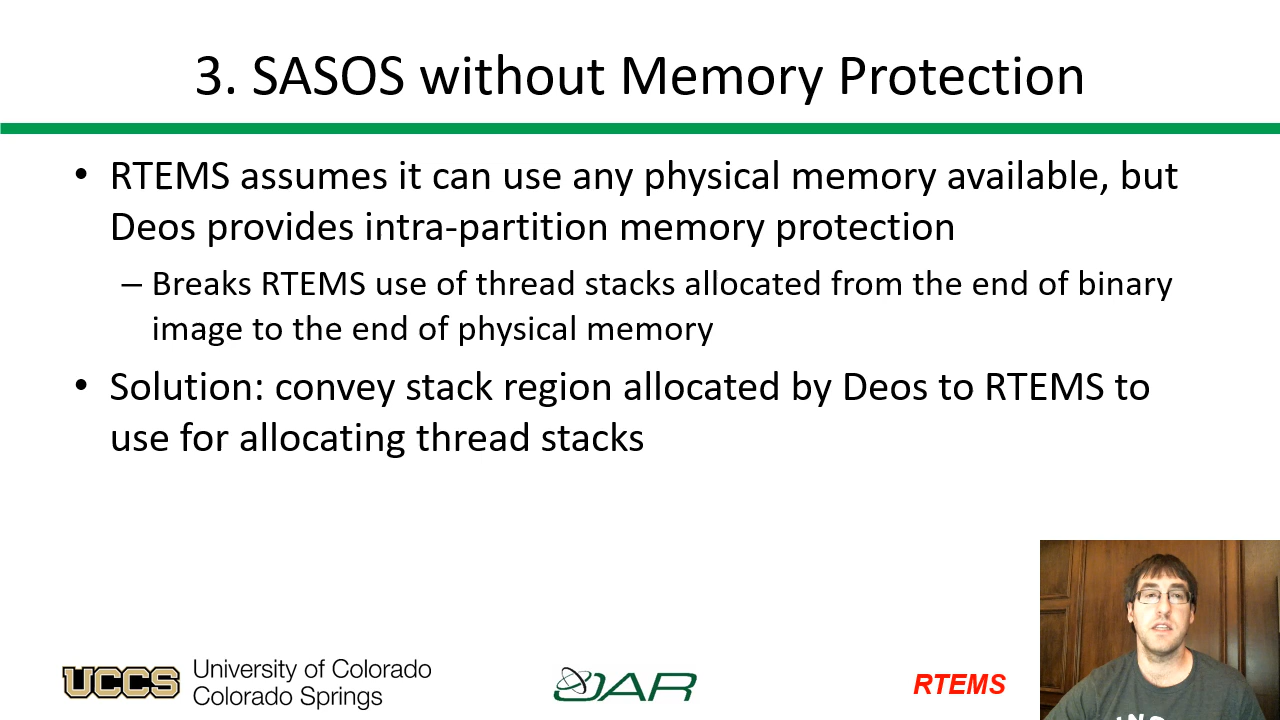 3. SASOS without Memory Protection
• RTEMS assumes it can use any physical memory available, but
Deos provides intra-partition memory protection
– Breaks RTEMS use of thread stacks allocated from the end of binary
image to the end of physical memory
• Solution: convey stack region allocated by Deos to RTEMS to
use for allocating thread stacks
UCCS
University of Colorado
Colorado Springs
OAR
RTEMS